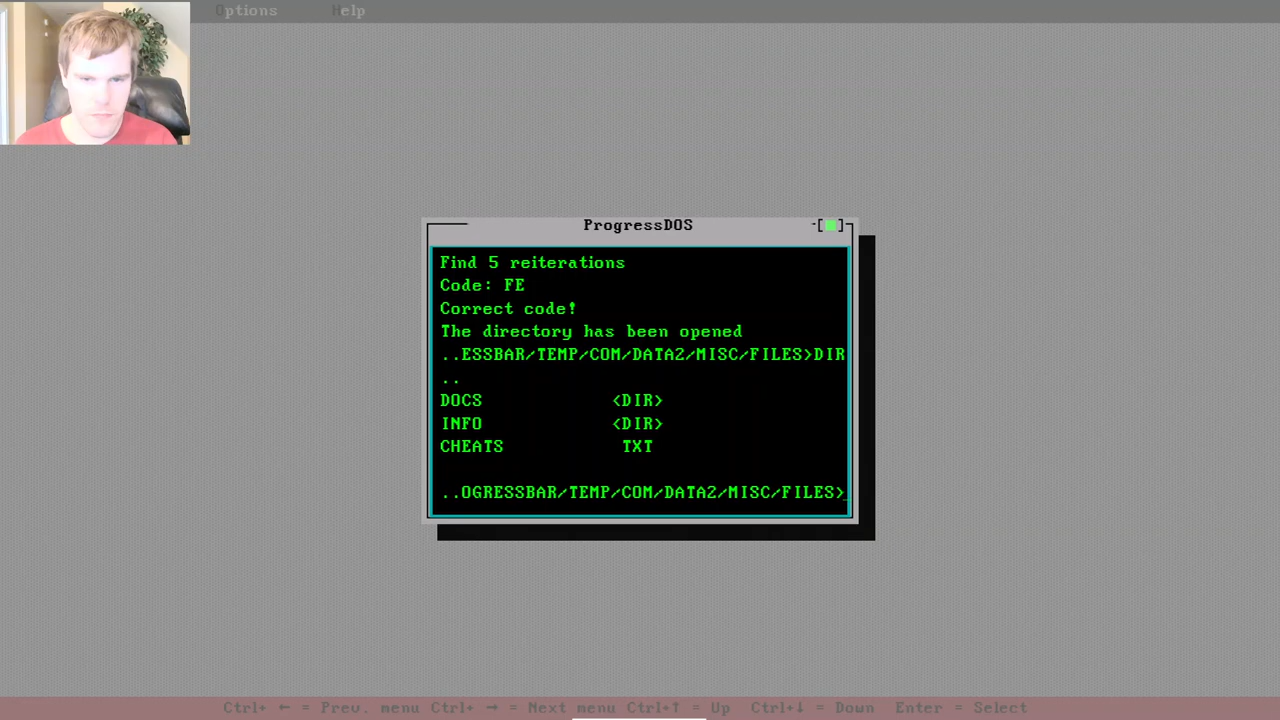 Options Help
ProgressDOS
Find 5 reiterations
Code: FE
Correct code!
The directory has been opened
..ESSBAR/TEMP/COM/DATA2/MISC/FILES>DIR
..
DOCS <DIR>
INFO <DIR>
CHEATS TXT
..OGRESSBAR/TEMP/COM/DATA2/MISC/FILES>_
Ctrl+ ← = Prev. menu Ctrl+ → = Next menu Ctrl+↑ = Up Ctrl+↓ = Down Enter = Select